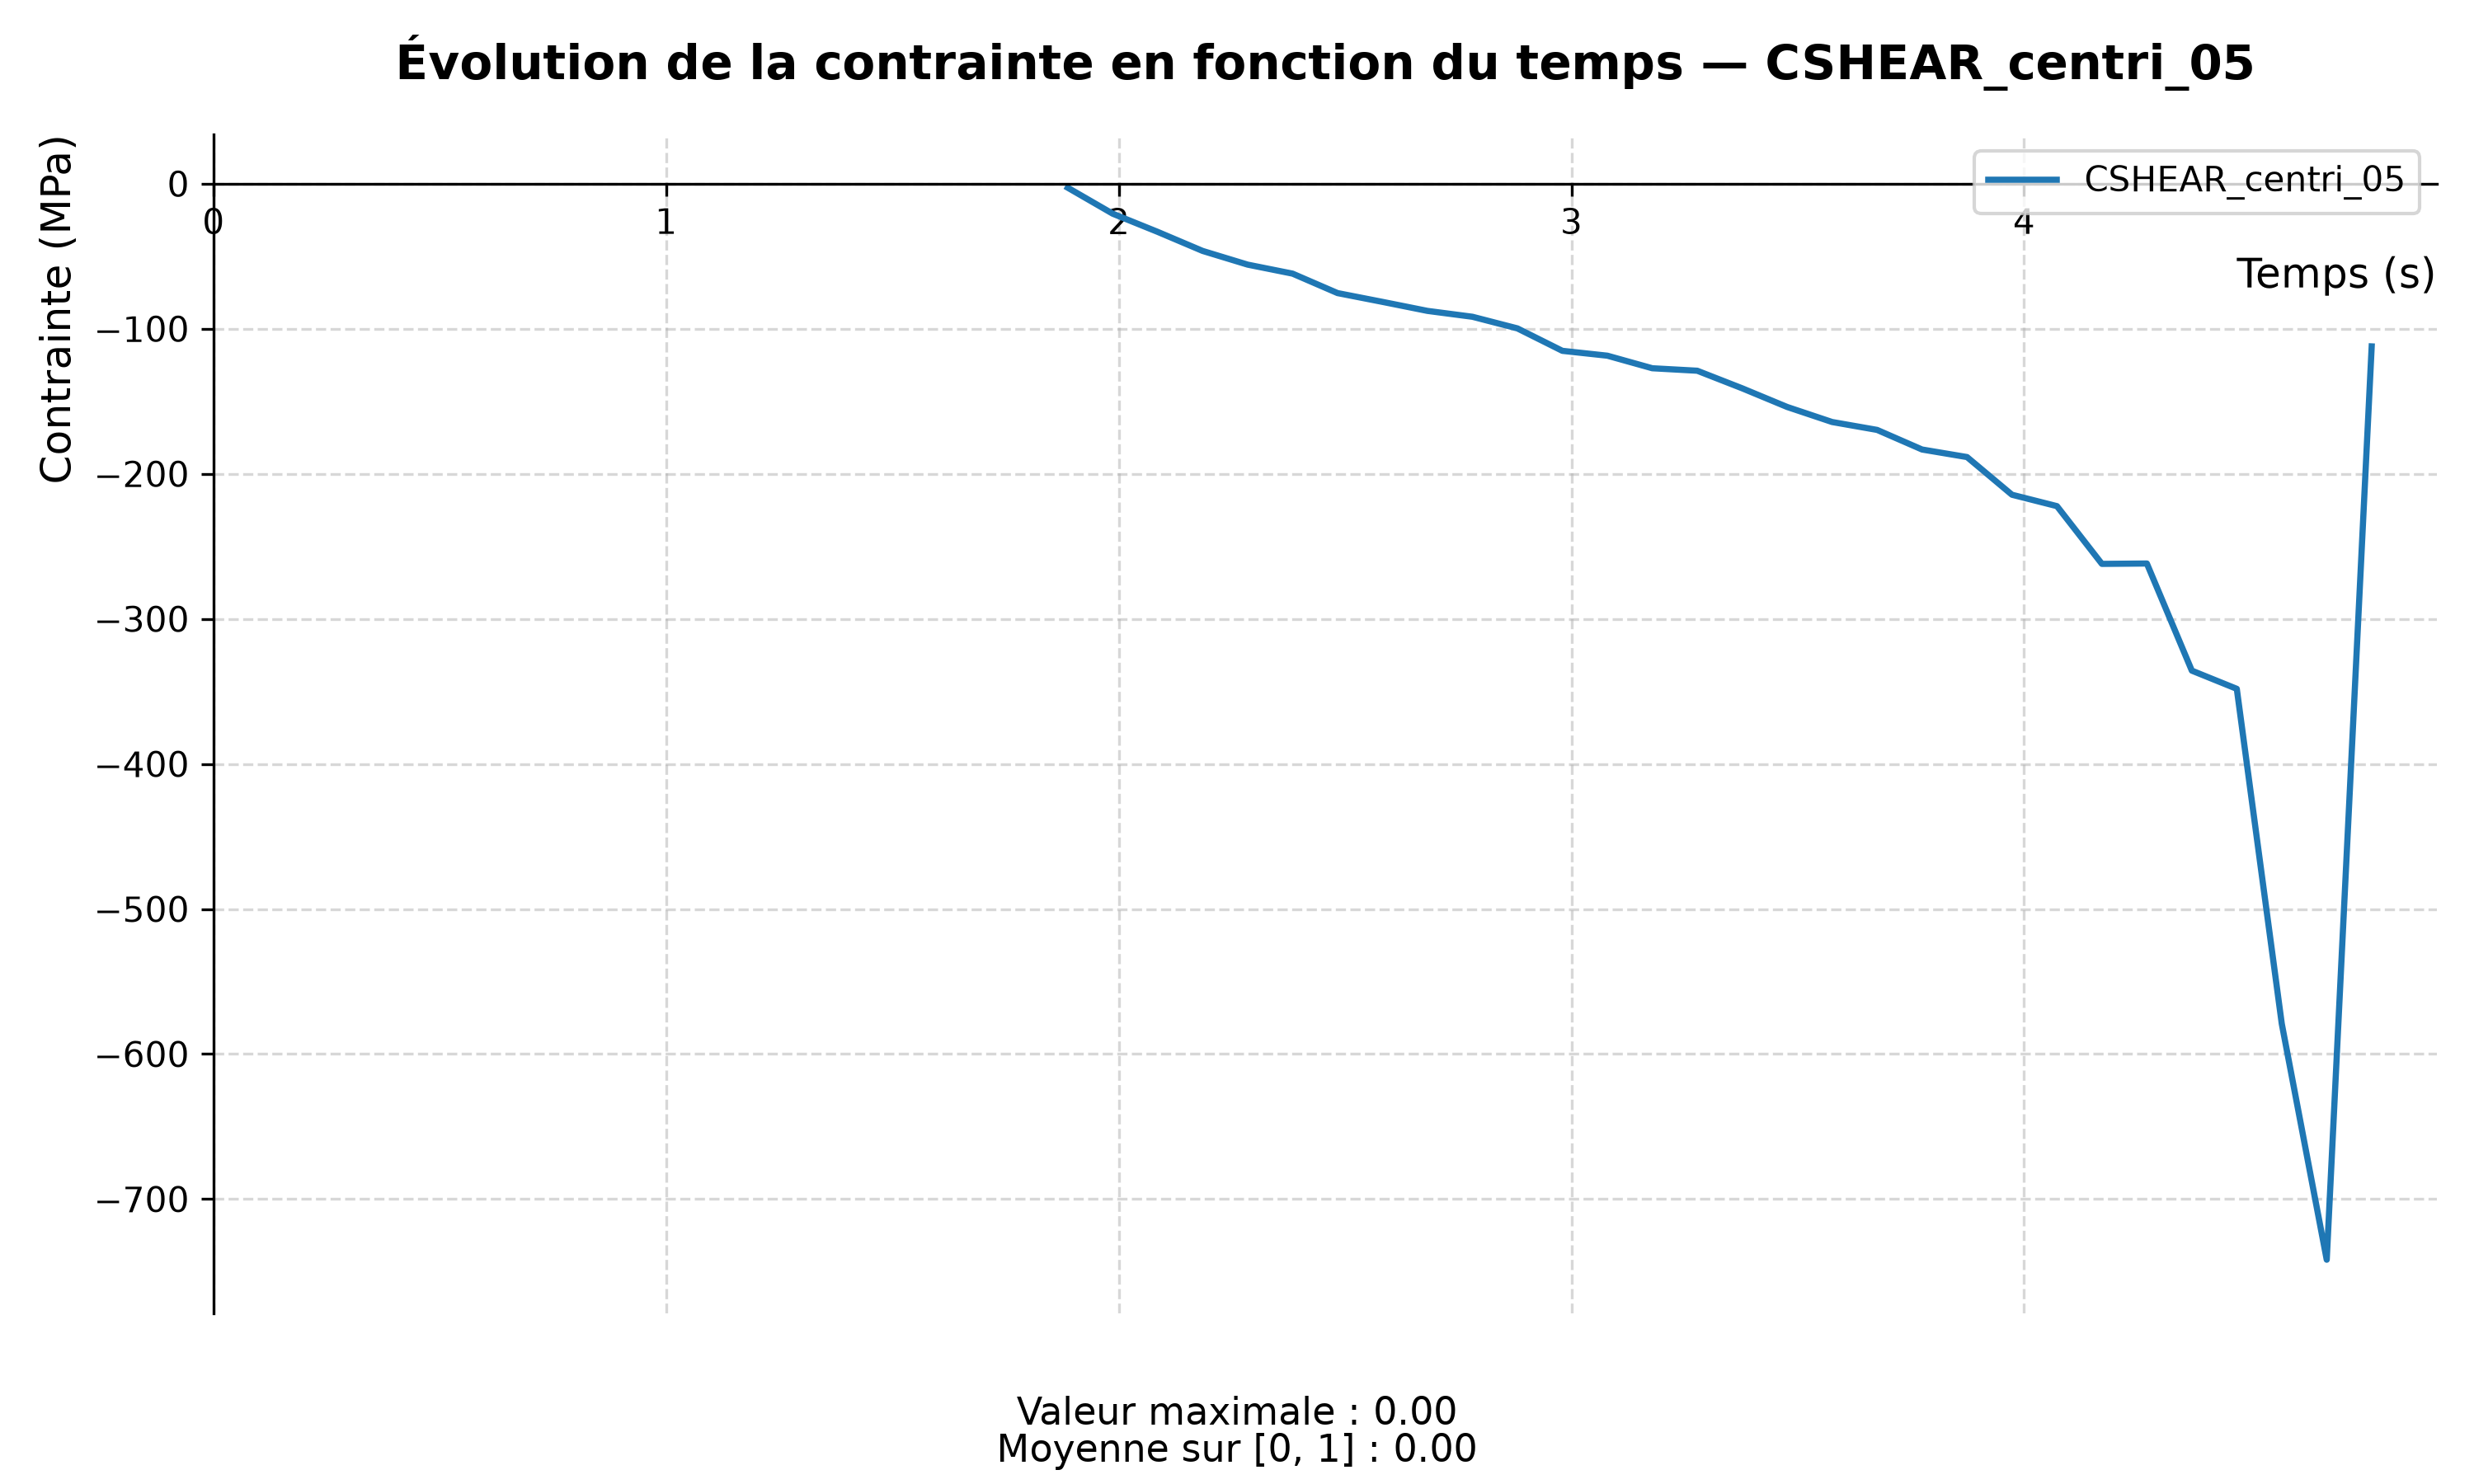 Évolution de la contrainte en fonction du temps — CSHEAR_centri_05
Contrainte (MPa)
CSHEAR_centri_05
0
0
1
2
3
4
Temps (s)
−100
−200
−300
−400
−500
−600
−700
Valeur maximale : 0.00
Moyenne sur [0, 1] : 0.00